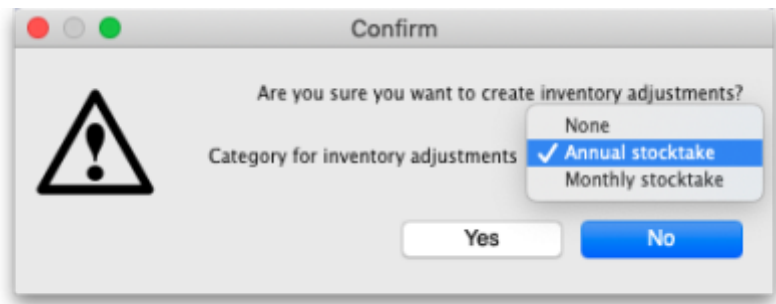 Confirm
Are you sure you want to create inventory adjustments?
None
Category for inventory adjustments ✓ Annual stocktake
Monthly stocktake
Yes No